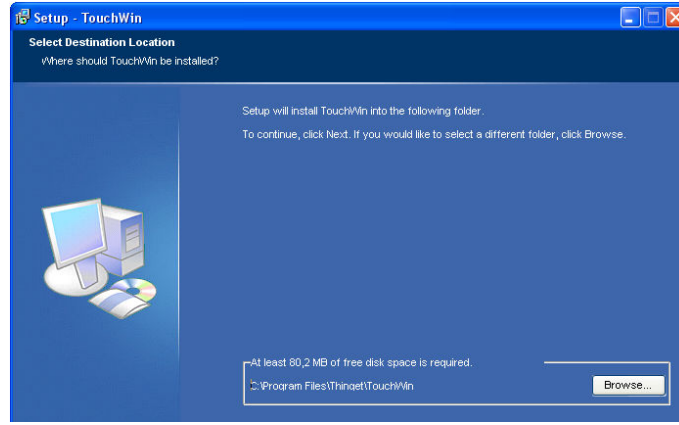 Setup - TouchWin
Select Destination Location
Where should TouchWin be installed?
Setup will install TouchWin into the following folder.
To continue, click Next. If you would like to select a different folder, click Browse.
At least 80,2 MB of free disk space is required.
C:\Program Files\Thinget\TouchWin
Browse...